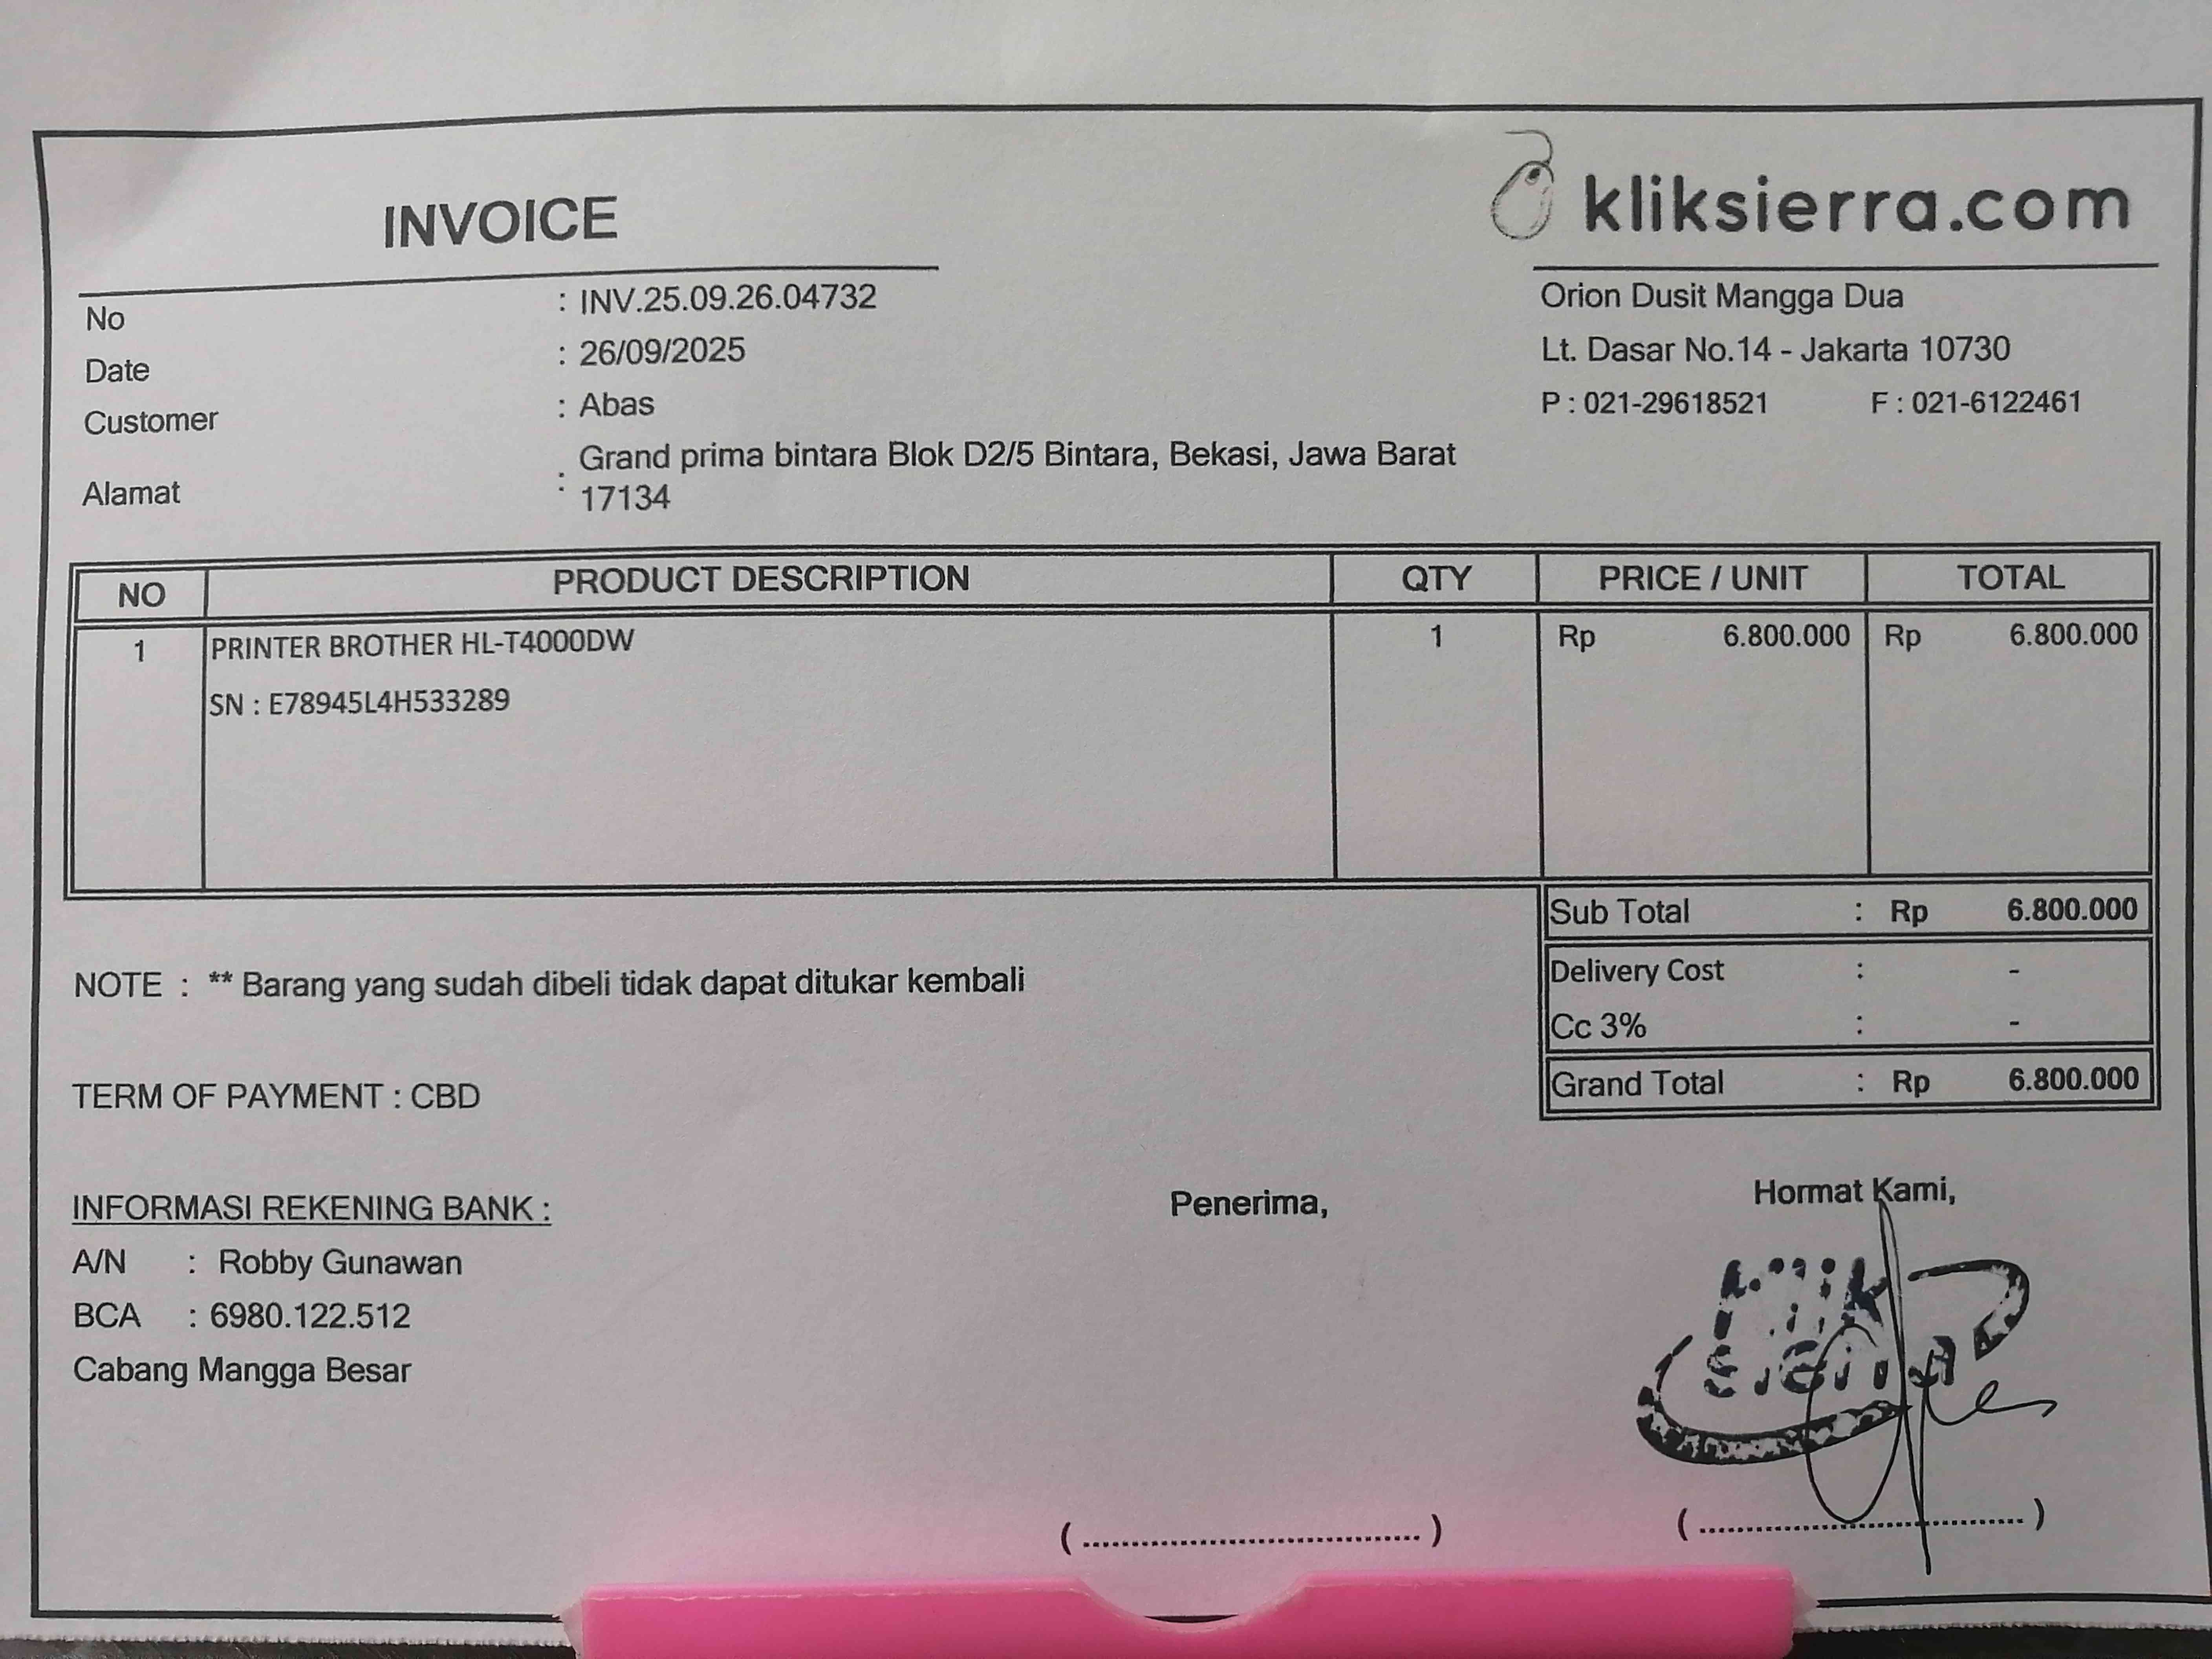 INVOICE
kliksierra.com
No : INV.25.09.26.04732
Date : 26/09/2025
Customer : Abas
Alamat : Grand prima bintara Blok D2/5 Bintara, Bekasi, Jawa Barat
17134
Orion Dusit Mangga Dua
Lt. Dasar No.14 - Jakarta 10730
P : 021-29618521 F : 021-6122461
NO PRODUCT DESCRIPTION QTY PRICE / UNIT TOTAL
1 PRINTER BROTHER HL-T4000DW 1 Rp 6.800.000 Rp 6.800.000
SN : E78945L4H533289
Sub Total : Rp 6.800.000
Delivery Cost : -
Cc 3% : -
Grand Total : Rp 6.800.000
NOTE : ** Barang yang sudah dibeli tidak dapat ditukar kembali
TERM OF PAYMENT : CBD
INFORMASI REKENING BANK :
A/N : Robby Gunawan
BCA : 6980.122.512
Cabang Mangga Besar
Penerima,
Hormat Kami,
klik
sierra
( ........................................ )
( ........................................ )